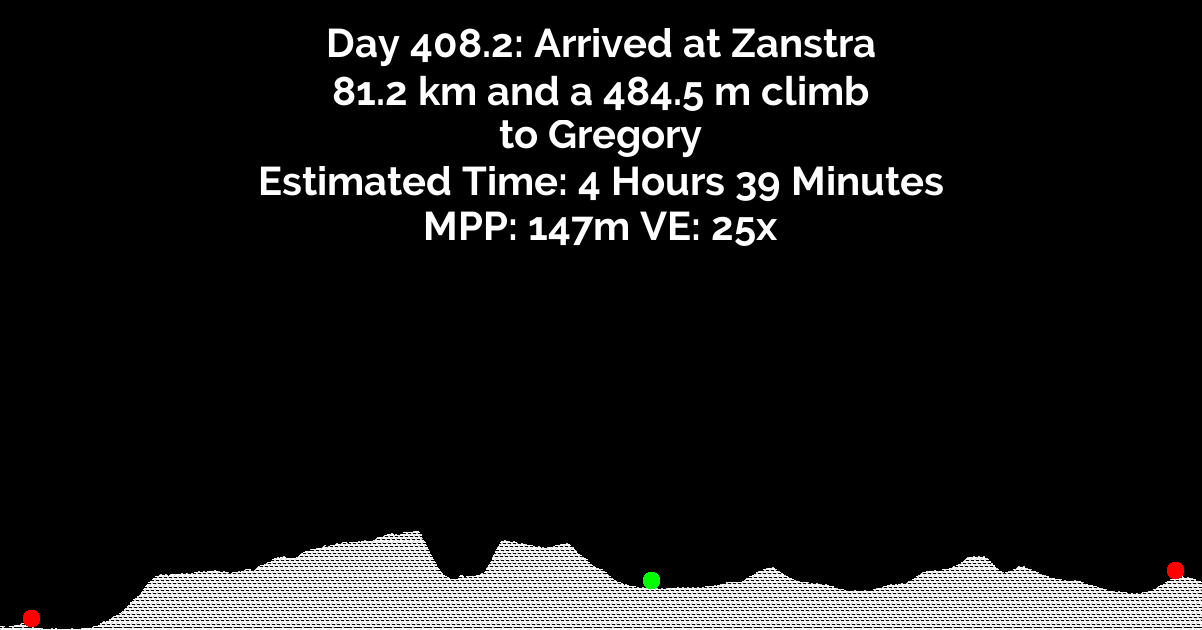 Day 408.2: Arrived at Zanstra
81.2 km and a 484.5 m climb
to Gregory
Estimated Time: 4 Hours 39 Minutes
MPP: 147m VE: 25x